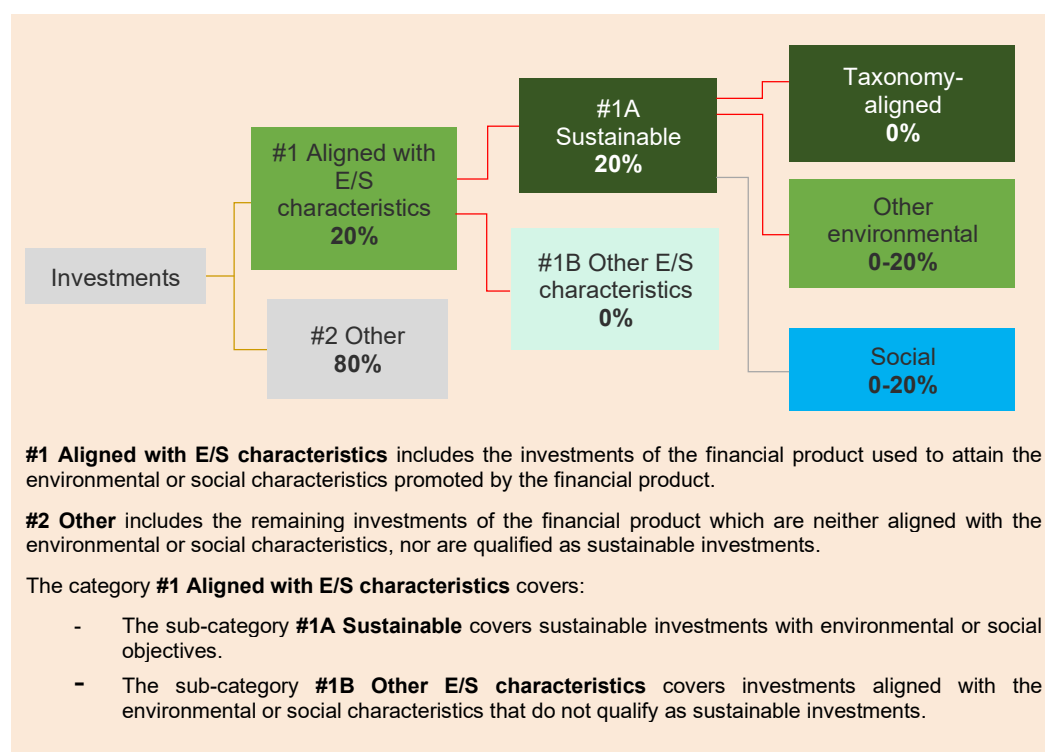 Investments
#1 Aligned with
E/S
characteristics
20%
#2 Other
80%
#1A
Sustainable
20%
#1B Other E/S
characteristics
0%
Taxonomy-
aligned
0%
Other
environmental
0-20%
Social
0-20%
#1 Aligned with E/S characteristics includes the investments of the financial product used to attain the
environmental or social characteristics promoted by the financial product.
#2 Other includes the remaining investments of the financial product which are neither aligned with the
environmental or social characteristics, nor are qualified as sustainable investments.
The category #1 Aligned with E/S characteristics covers:
- The sub-category #1A Sustainable covers sustainable investments with environmental or social
objectives.
- The sub-category #1B Other E/S characteristics covers investments aligned with the
environmental or social characteristics that do not qualify as sustainable investments.